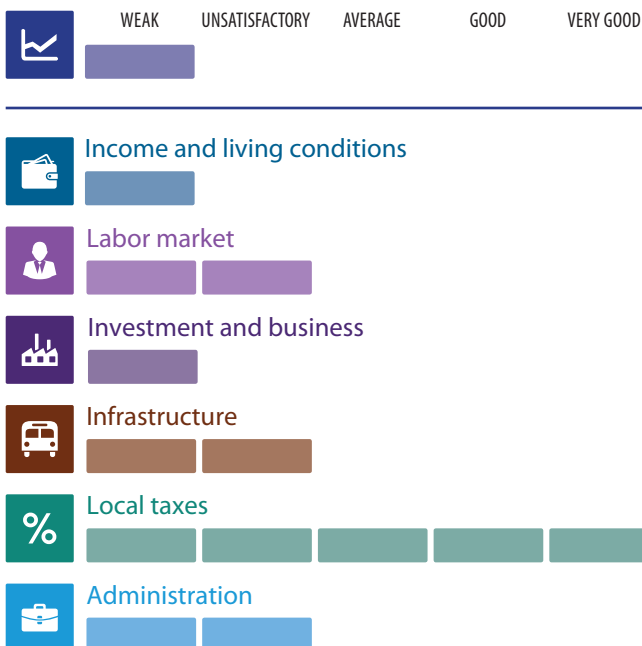 WEAK UNSATISFACTORY AVERAGE GOOD VERY GOOD
Income and living conditions
Labor market
Investment and business
Infrastructure
Local taxes
%
Administration